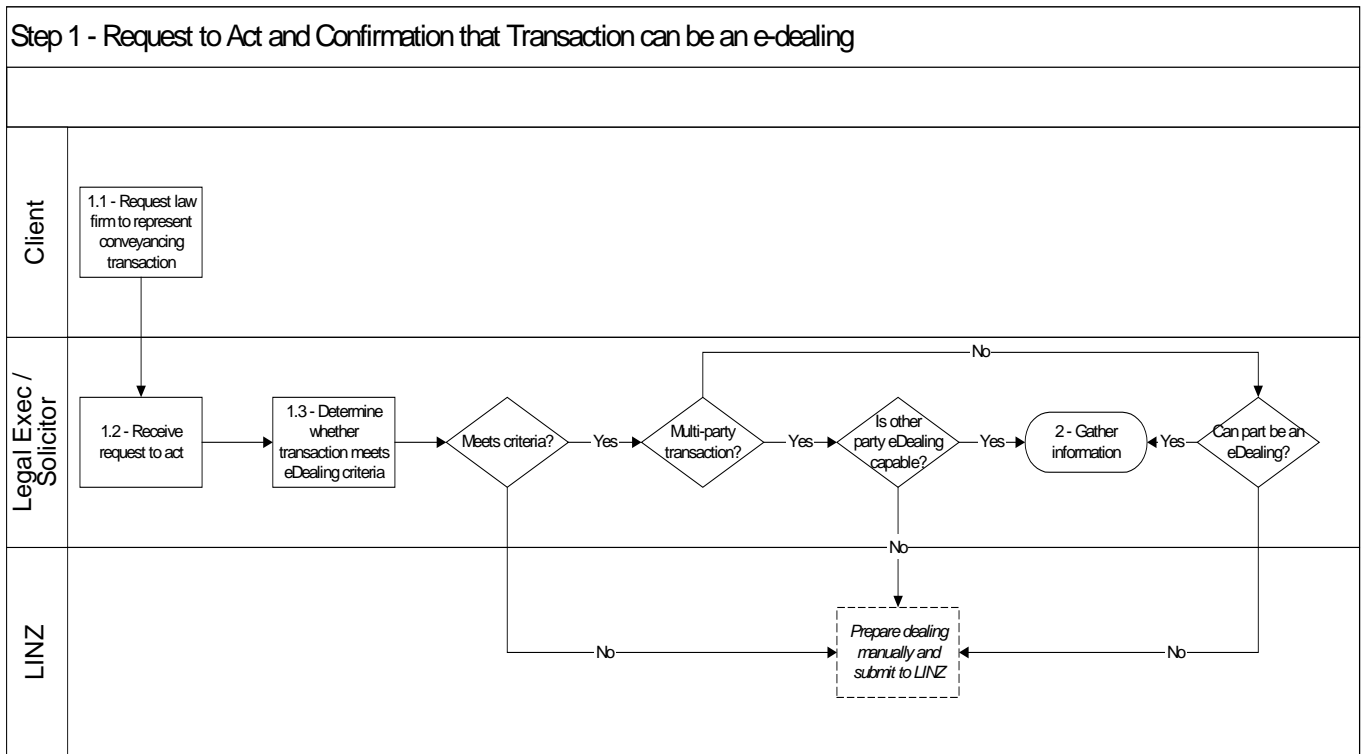 Step 1 - Request to Act and Confirmation that Transaction can be an e-dealing
Client
1.1 - Request law
firm to represent
conveyancing
transaction
Legal Exec /
Solicitor
1.2 - Receive
request to act
1.3 - Determine
whether
transaction meets
eDealing criteria
Meets criteria?
Yes
Multi-party
transaction?
No
Yes
Is other
party eDealing
capable?
Yes
2 - Gather
information
Yes
Can part be an
eDealing?
No
LINZ
No
Prepare dealing
manually and
submit to LINZ
No